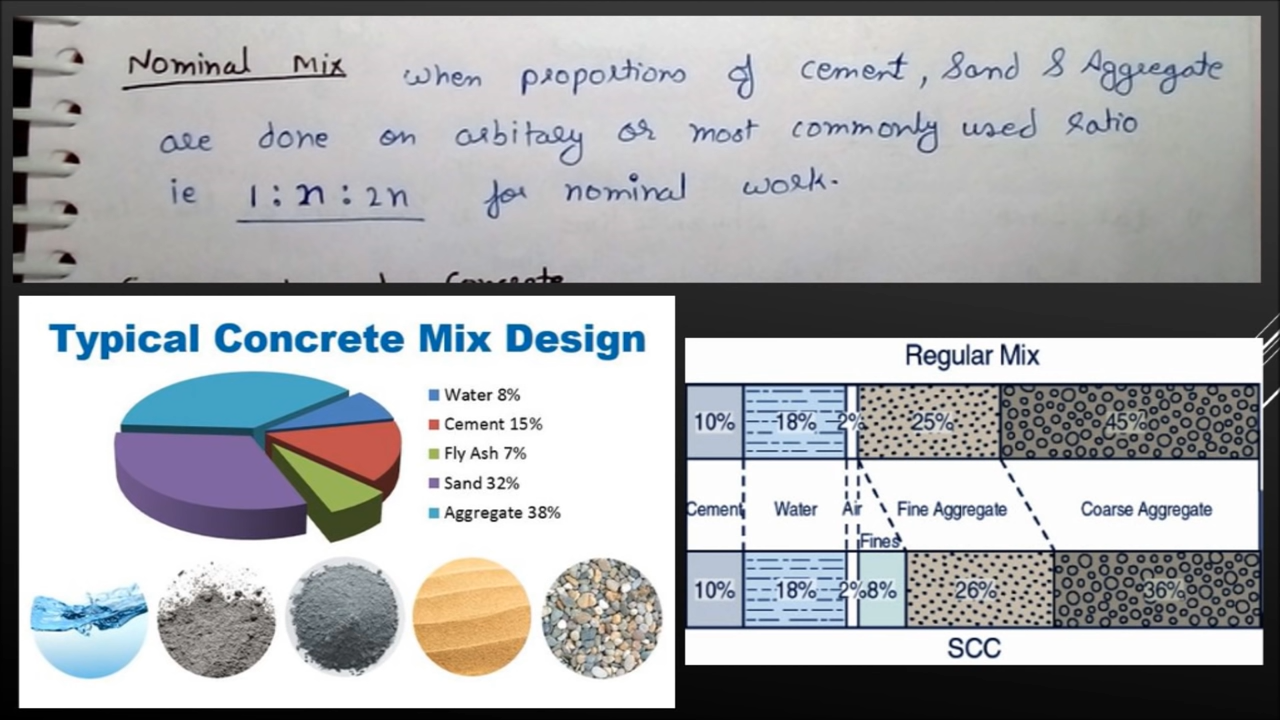 Nominal Mix when proportions of cement, Sand & Aggregate
are done on arbitary or most commonly used ratio
ie 1 : n : 2n for nominal work.
Concrete
Typical Concrete Mix Design
Water 8%
Cement 15%
Fly Ash 7%
Sand 32%
Aggregate 38%
Regular Mix
10% 18% 2% 25% 45%
Cement Water Air Fine Aggregate Coarse Aggregate
Fines
10% 18% 2% 8% 26% 36%
SCC